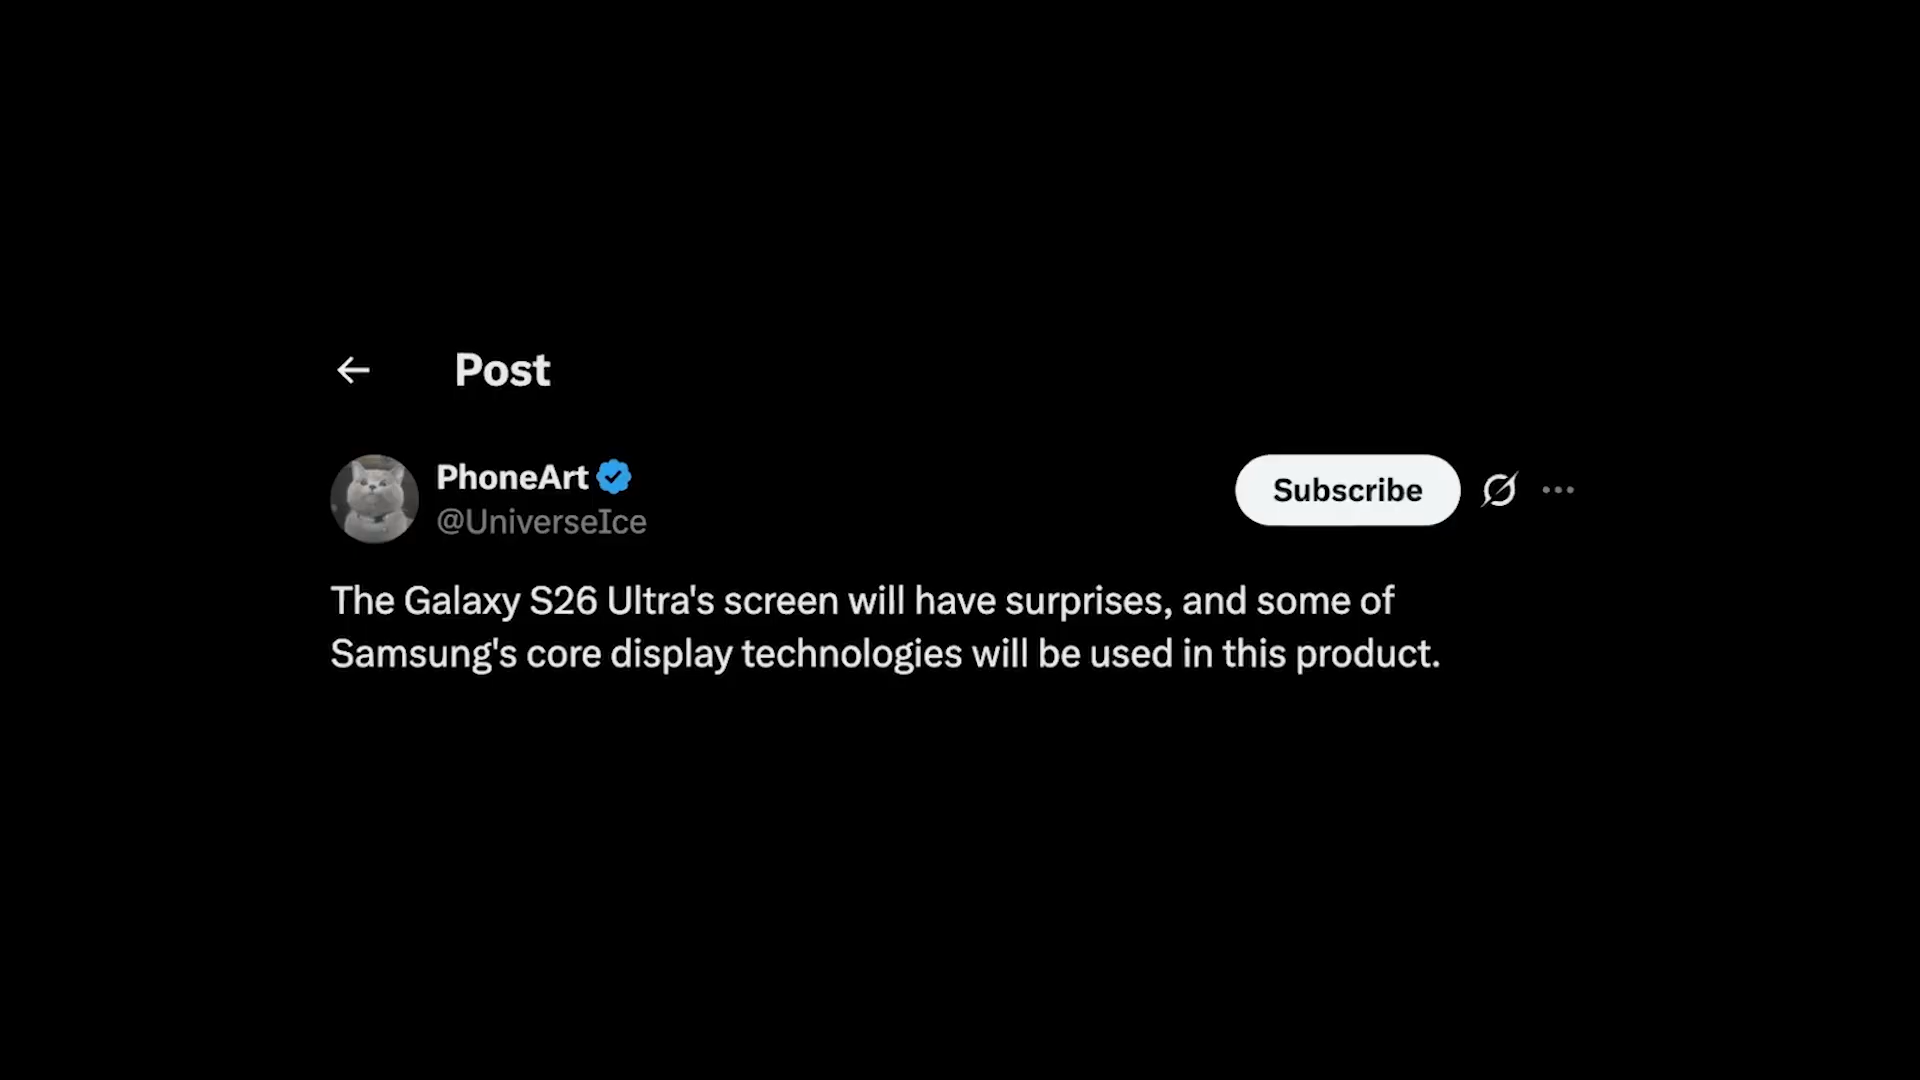 Post
PhoneArt
@UniverseIce
Subscribe
The Galaxy S26 Ultra's screen will have surprises, and some of
Samsung's core display technologies will be used in this product.